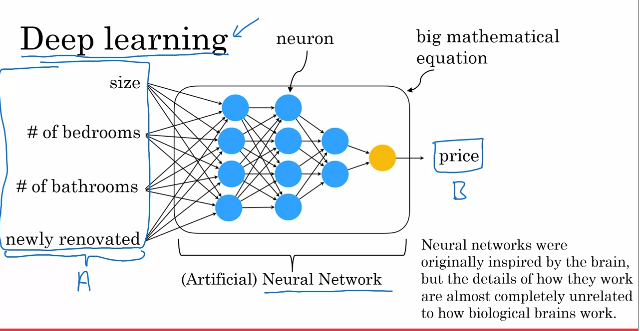 Deep learning
neuron
big mathematical
equation
size
# of bedrooms
# of bathrooms
newly renovated
price
B
A
(Artificial) Neural Network
Neural networks were
originally inspired by the brain,
but the details of how they work
are almost completely unrelated
to how biological brains work.